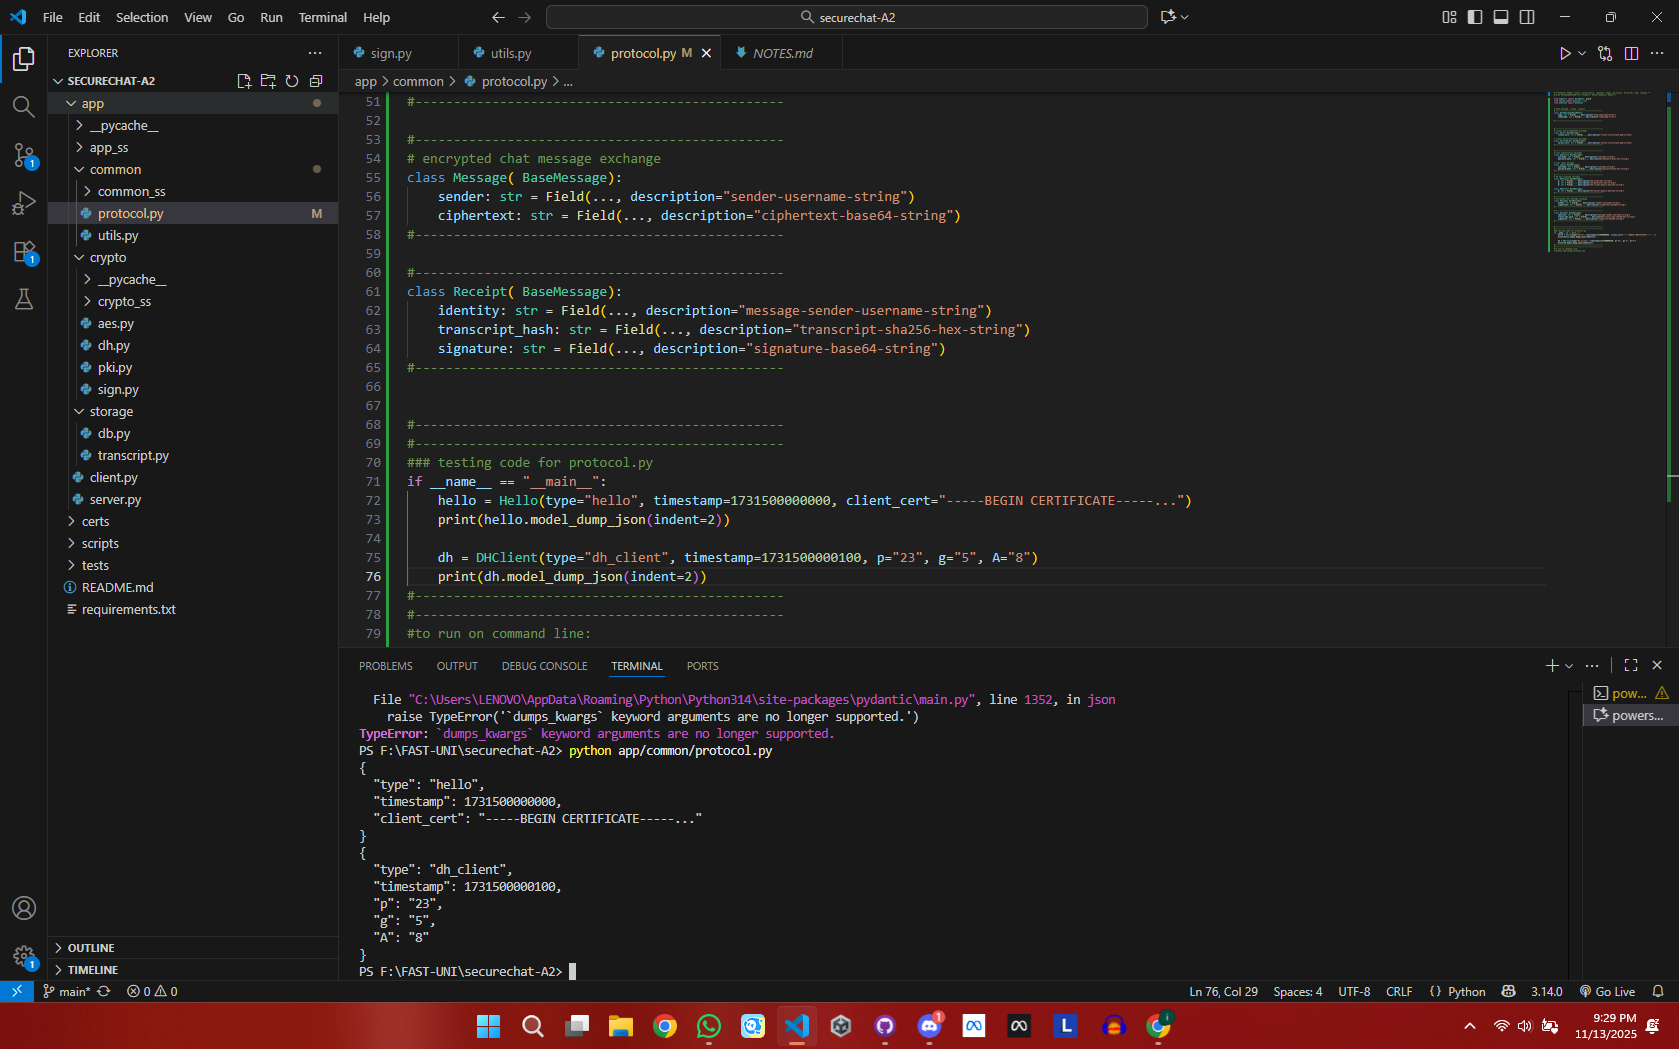 File Edit Selection View Go Run Terminal Help
securechat-A2
EXPLORER
SECURECHAT-A2
app
__pycache__
app_ss
common
common_ss
protocol.py M
utils.py
crypto
__pycache__
crypto_ss
aes.py
dh.py
pki.py
sign.py
storage
db.py
transcript.py
client.py
server.py
certs
scripts
tests
README.md
requirements.txt
OUTLINE
TIMELINE
1
1
1
sign.py utils.py protocol.py M NOTES.md
app > common > protocol.py > ...
51 #------------------------------------------------
52
53 #------------------------------------------------
54 # encrypted chat message exchange
55 class Message( BaseMessage):
56 sender: str = Field(..., description="sender-username-string")
57 ciphertext: str = Field(..., description="ciphertext-base64-string")
58 #------------------------------------------------
59
60 #------------------------------------------------
61 class Receipt( BaseMessage):
62 identity: str = Field(..., description="message-sender-username-string")
63 transcript_hash: str = Field(..., description="transcript-sha256-hex-string")
64 signature: str = Field(..., description="signature-base64-string")
65 #------------------------------------------------
66
67
68 #------------------------------------------------
69 #------------------------------------------------
70 ### testing code for protocol.py
71 if __name__ == "__main__":
72 hello = Hello(type="hello", timestamp=1731500000000, client_cert="-----BEGIN CERTIFICATE-----...")
73 print(hello.model_dump_json(indent=2))
74
75 dh = DHClient(type="dh_client", timestamp=1731500000100, p="23", g="5", A="8")
76 print(dh.model_dump_json(indent=2))
77 #------------------------------------------------
78 #------------------------------------------------
79 #to run on command line:
PROBLEMS OUTPUT DEBUG CONSOLE TERMINAL PORTS
pow...
powers...
File "C:\Users\LENOVO\AppData\Roaming\Python\Python314\site-packages\pydantic\main.py", line 1352, in json
raise TypeError('`dumps_kwargs` keyword arguments are no longer supported.')
TypeError: `dumps_kwargs` keyword arguments are no longer supported.
PS F:\FAST-UNI\securechat-A2> python app/common/protocol.py
{
"type": "hello",
"timestamp": 1731500000000,
"client_cert": "-----BEGIN CERTIFICATE-----..."
}
{
"type": "dh_client",
"timestamp": 1731500000100,
"p": "23",
"g": "5",
"A": "8"
}
PS F:\FAST-UNI\securechat-A2>
main* 0 0 Ln 76, Col 29 Spaces: 4 UTF-8 CRLF {} Python 3.14.0 Go Live
L
1
9:29 PM
11/13/2025